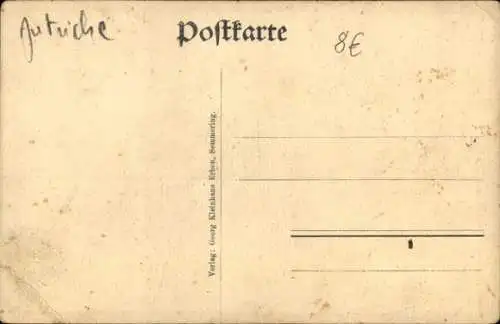 Autriche
Postkarte
8€
Verlag: Georg Kleinhans Erben, Semmering.